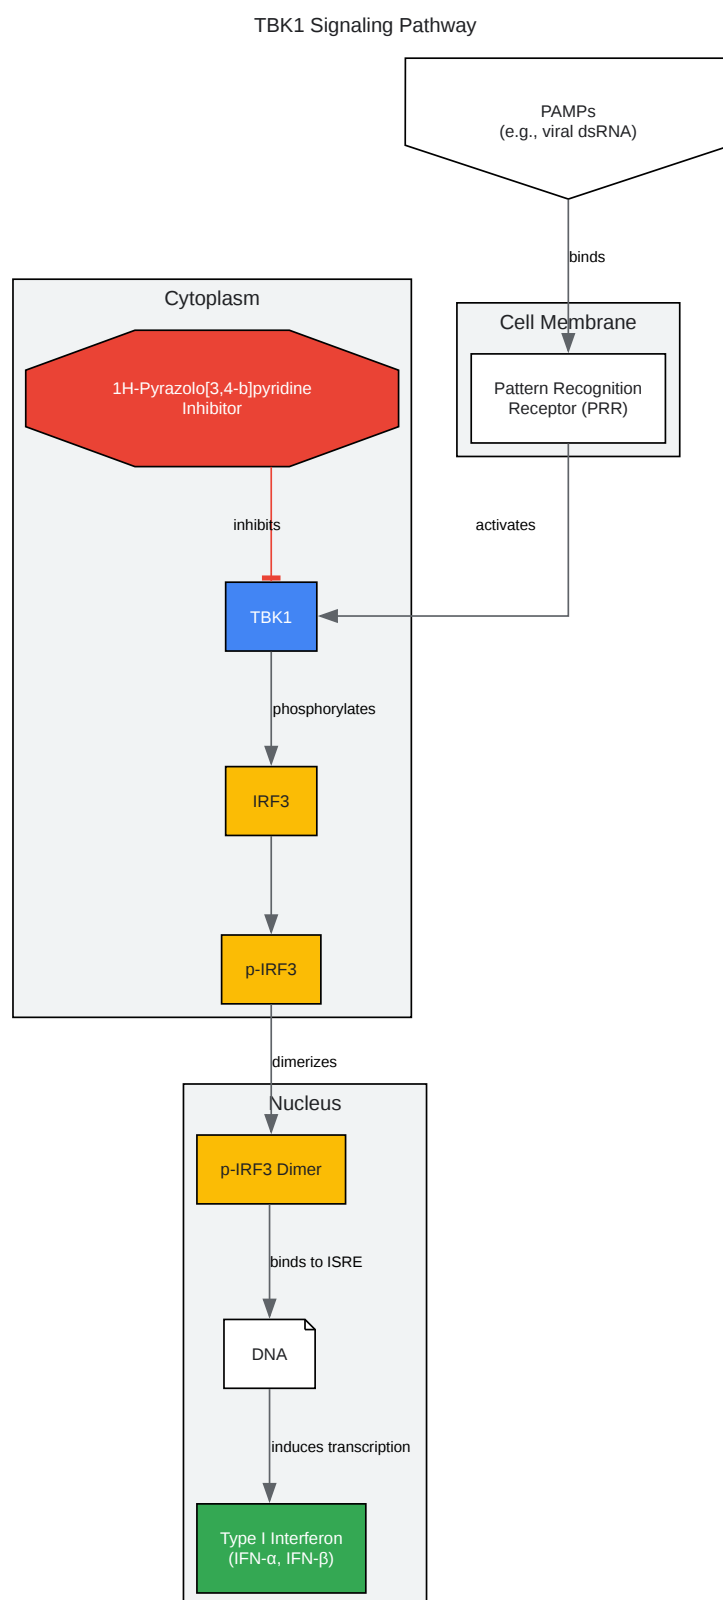 TBK1 Signaling Pathway
PAMPs
(e.g., viral dsRNA)
binds
Cytoplasm
Cell Membrane
1H-Pyrazolo[3,4-b]pyridine
Inhibitor
Pattern Recognition
Receptor (PRR)
inhibits
activates
TBK1
phosphorylates
IRF3
p-IRF3
dimerizes
Nucleus
p-IRF3 Dimer
binds to ISRE
DNA
induces transcription
Type I Interferon
(IFN-α, IFN-β)